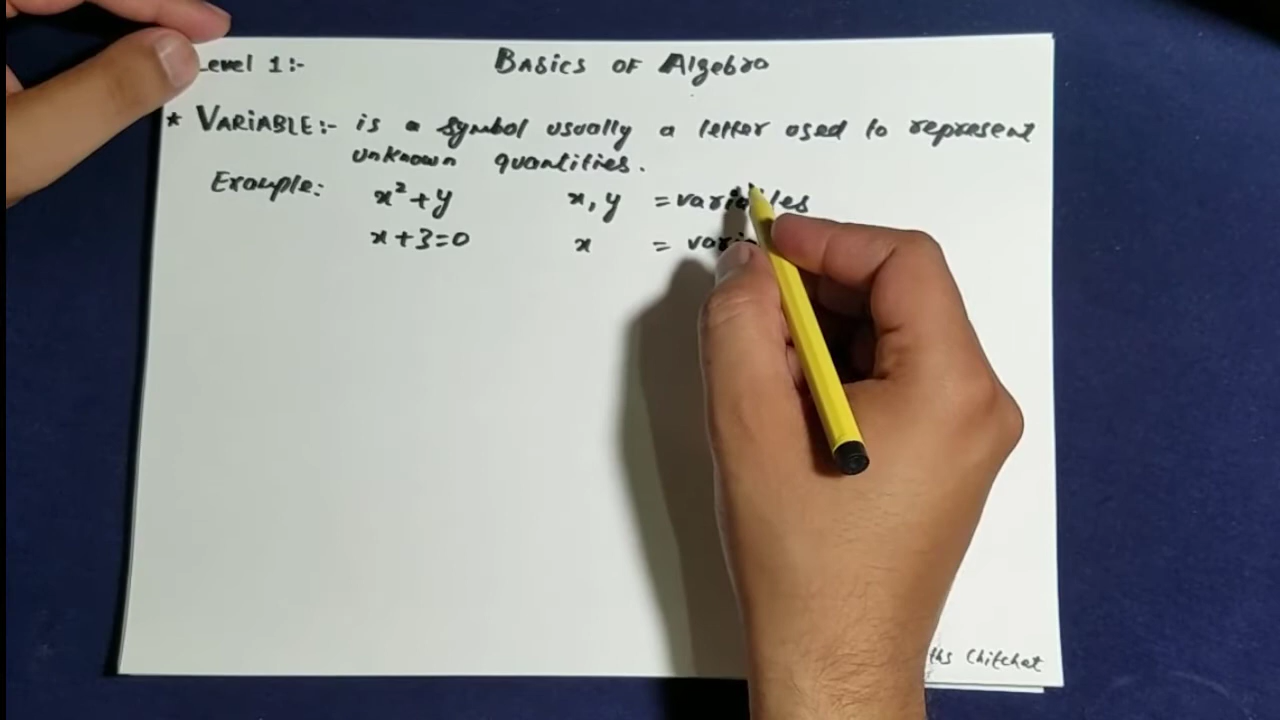 Level 1:- Basics of Algebra
* VARIABLE:- is a symbol usually a letter used to represent
unknown quantities.
Example: x²+y x, y = variables
x+3=0 x =
Chitchat